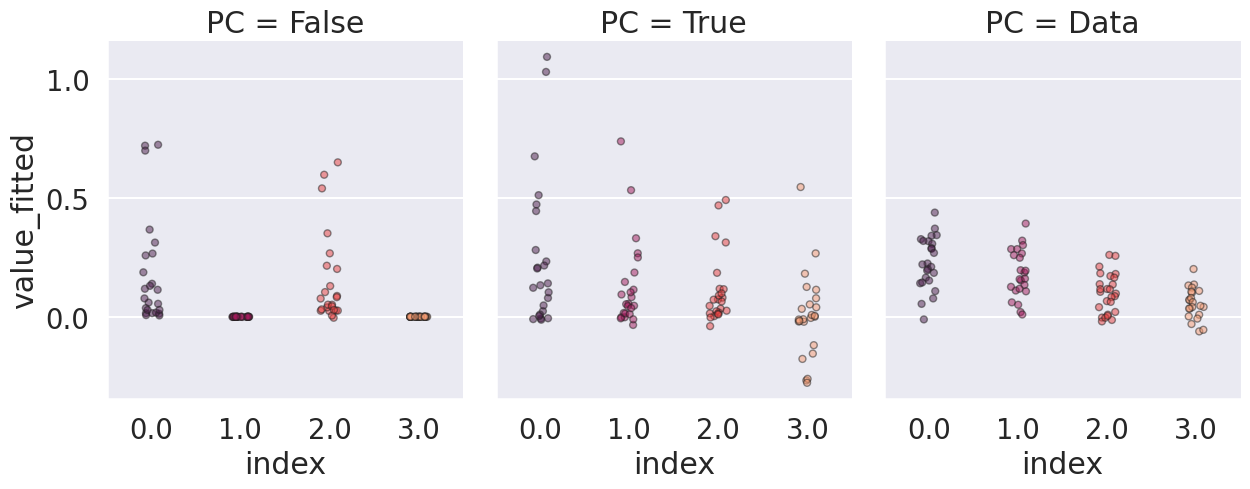 PC = False
PC = True
PC = Data
value_fitted
1.0
0.5
0.0
0.0 1.0 2.0 3.0
0.0 1.0 2.0 3.0
0.0 1.0 2.0 3.0
index
index
index